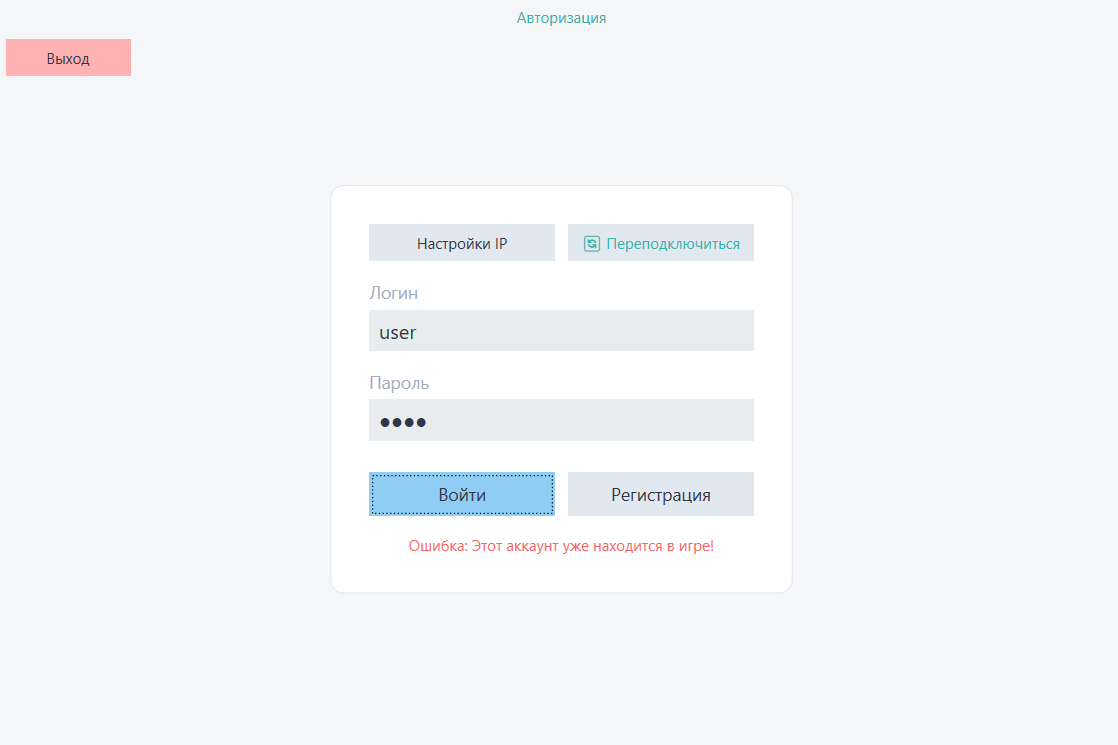 Авторизация
Выход
Настройки IP
Переподключиться
Логин
user
Пароль
●●●●
Войти
Регистрация
Ошибка: Этот аккаунт уже находится в игре!